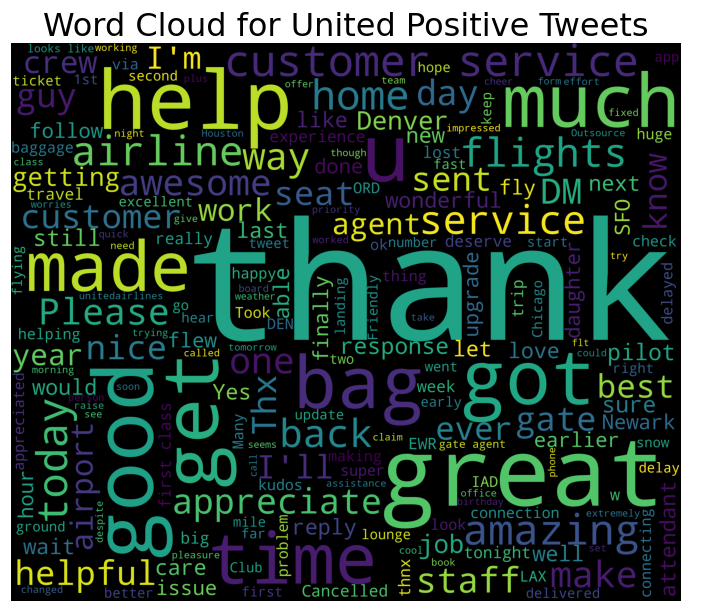 Word Cloud for United Positive Tweets
looks like
working
I'm
customer service
crew
via
second
offer
team
hope
cheer
form
effort
app
ticket
1st
plus
help
home
day
much
keep
fixed
guy
night
Houston
like
Denver
new
impressed
Outsource
huge
follow
airline
way
experience
though
done
u
lost
fast
flights
know
baggage
class
getting
awesome
seat
ORD
sent
fly
DM
next
SFO
travel
excellent
wonderful
worries
customer
give
work
priority
agent
service
still
really
last
tweet
worked
ok
number
deserve
start
check
quick
need
made
thank
try
flying
happy
able
thing
upgrade
trip
Chicago
daughter
delayed
unitedairlines
board
weather
Took
finally
landing
Friendly
take
Please
go
hear
DEN
helping
trying
flew
called
tomorrow
response
let
love
flt
could
pilot
year
nice
one
two
went
right
morning
would
soon
Yes
Thx
bag
week
got
best
appreciated
person
raise
see
good
get
update
early
ever
gate
sure
Newark
today
airport
first class
Many
back
claim
EWR
gate agent
earlier
snow
seems
I'll
making
super
great
phone
delay
hour
call
kudos
assistance
IAD
office
w
appreciate
birthday
extremely
attendant
ground
despite
mile
problem
reply
look
connection
amazing
wait
big
far
time
lounge
job
tonight
well
set
connecting
pleasure
care
Club
thnx
cool
book
helpful
issue
first
Cancelled
staff
LAX
make
changed
better
delivered